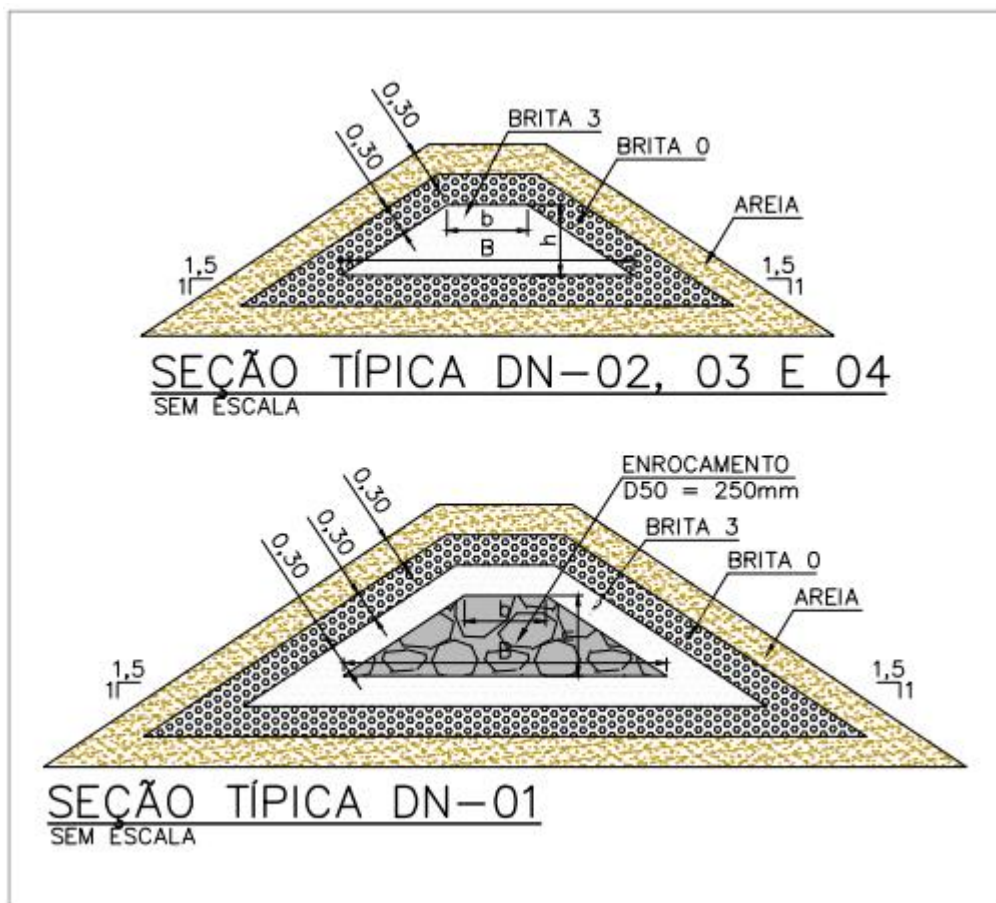 0,30
0,30
BRITA 3
BRITA 0
AREIA
b
B
h
1,5
1
1,5
1
SEÇÃO TÍPICA DN-02, 03 E 04
SEM ESCALA
ENROCAMENTO
D50 = 250mm
0,30
0,30
0,30
BRITA 3
BRITA 0
AREIA
b
1,5
1
1,5
1
SEÇÃO TÍPICA DN-01
SEM ESCALA